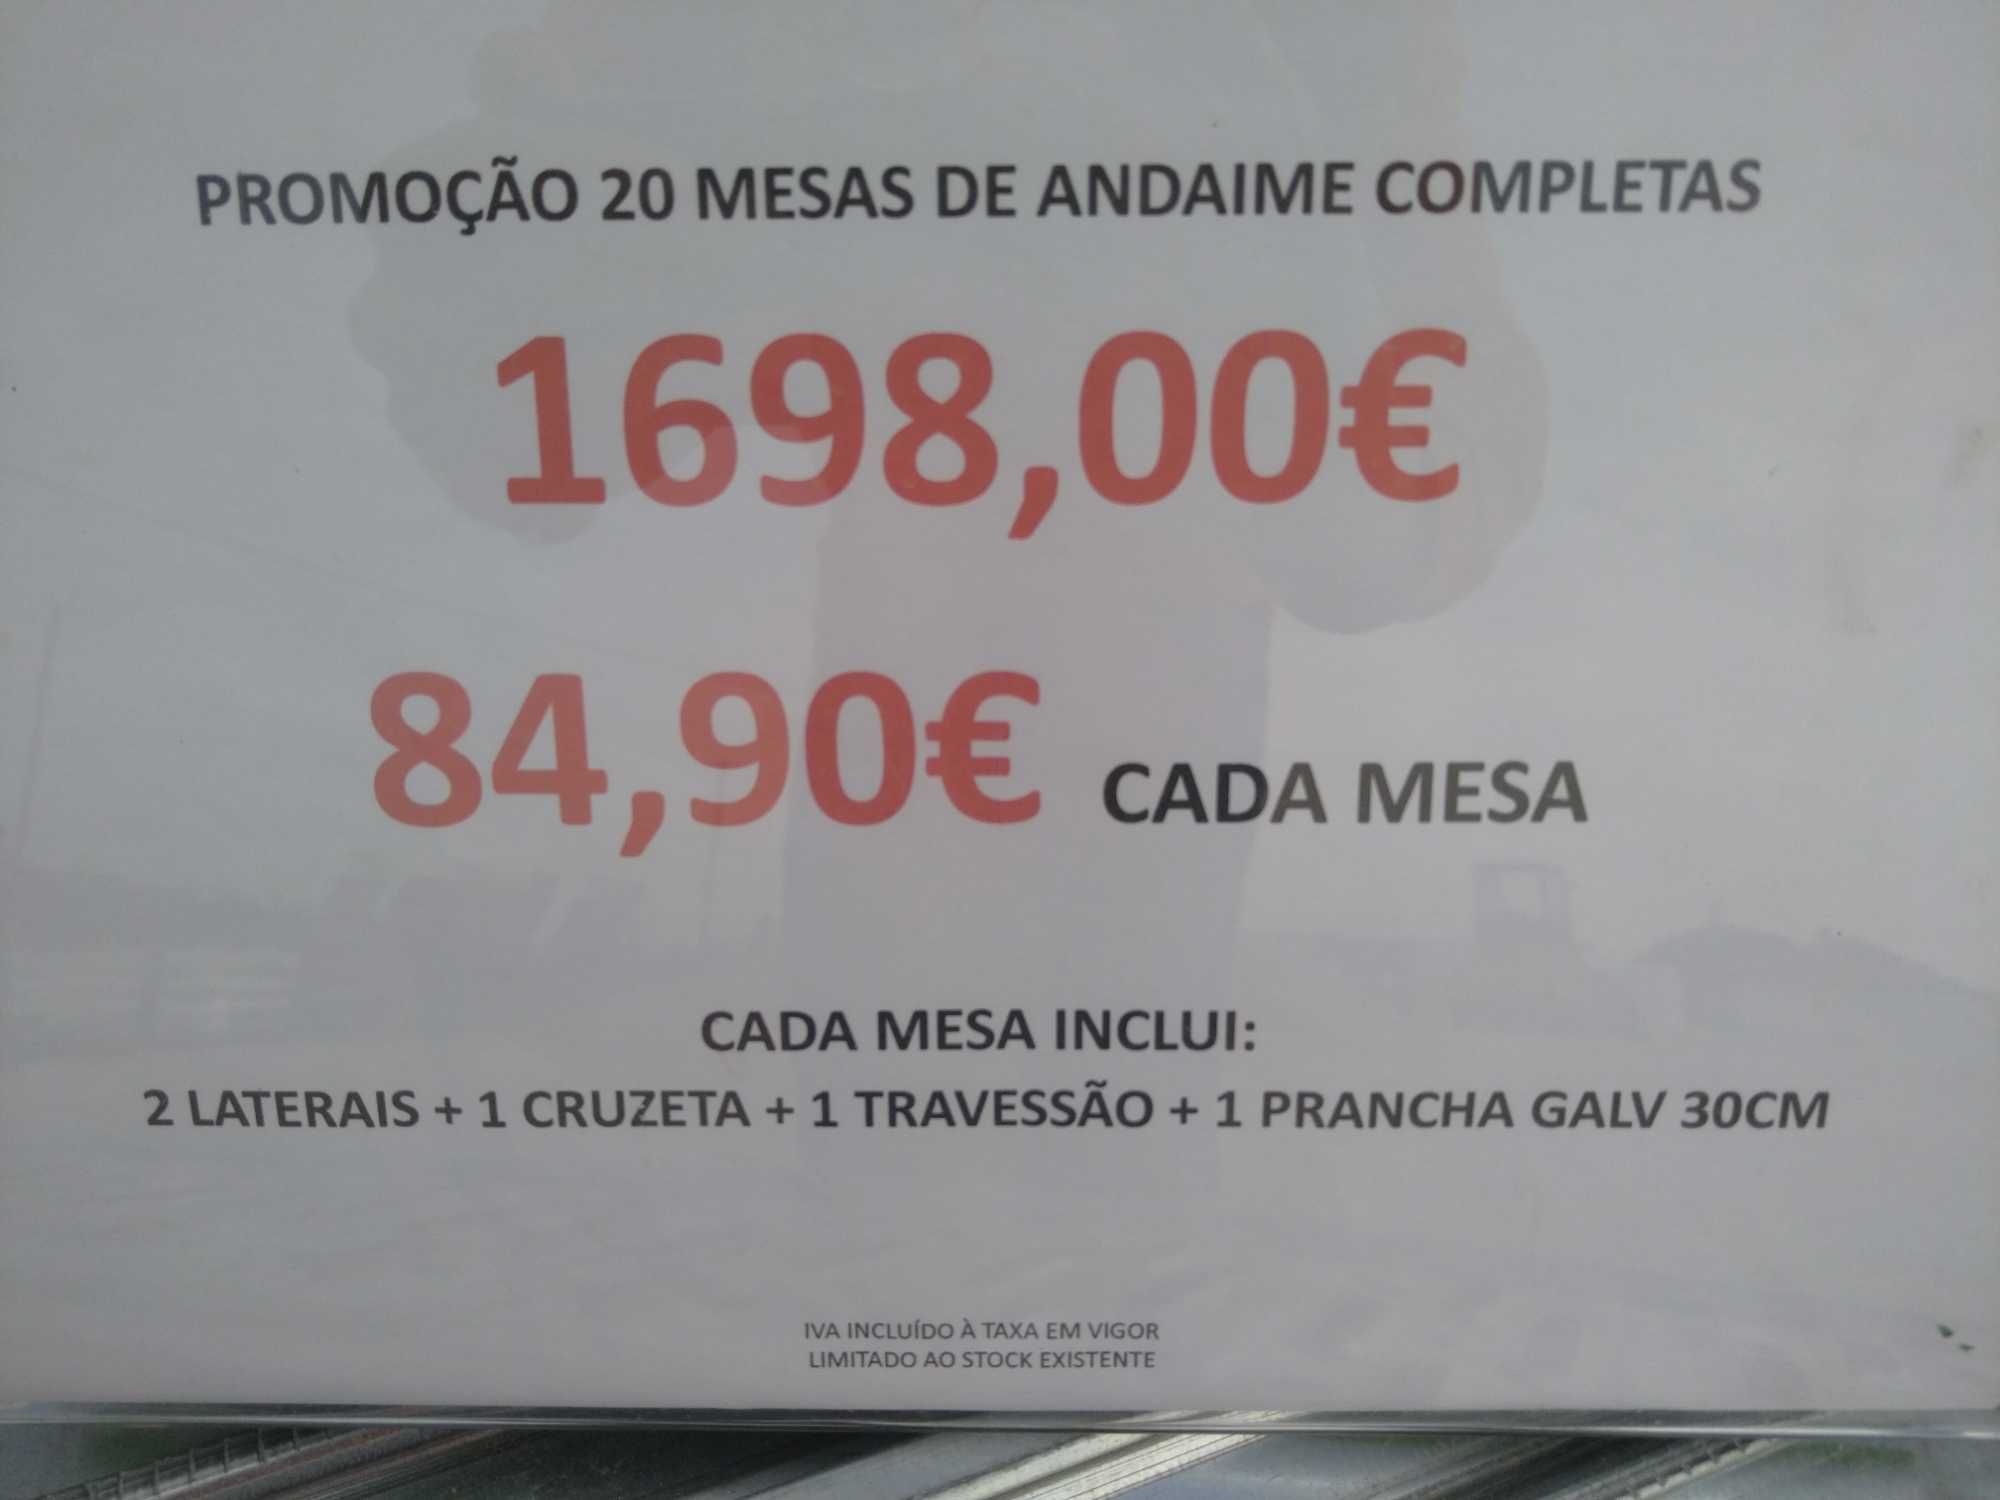 PROMOÇÃO 20 MESAS DE ANDAIME COMPLETAS
1698,00€
84,90€ CADA MESA
CADA MESA INCLUI:
2 LATERAIS + 1 CRUZETA + 1 TRAVESSÃO + 1 PRANCHA GALV 30CM
IVA INCLUÍDO À TAXA EM VIGOR
LIMITADO AO STOCK EXISTENTE